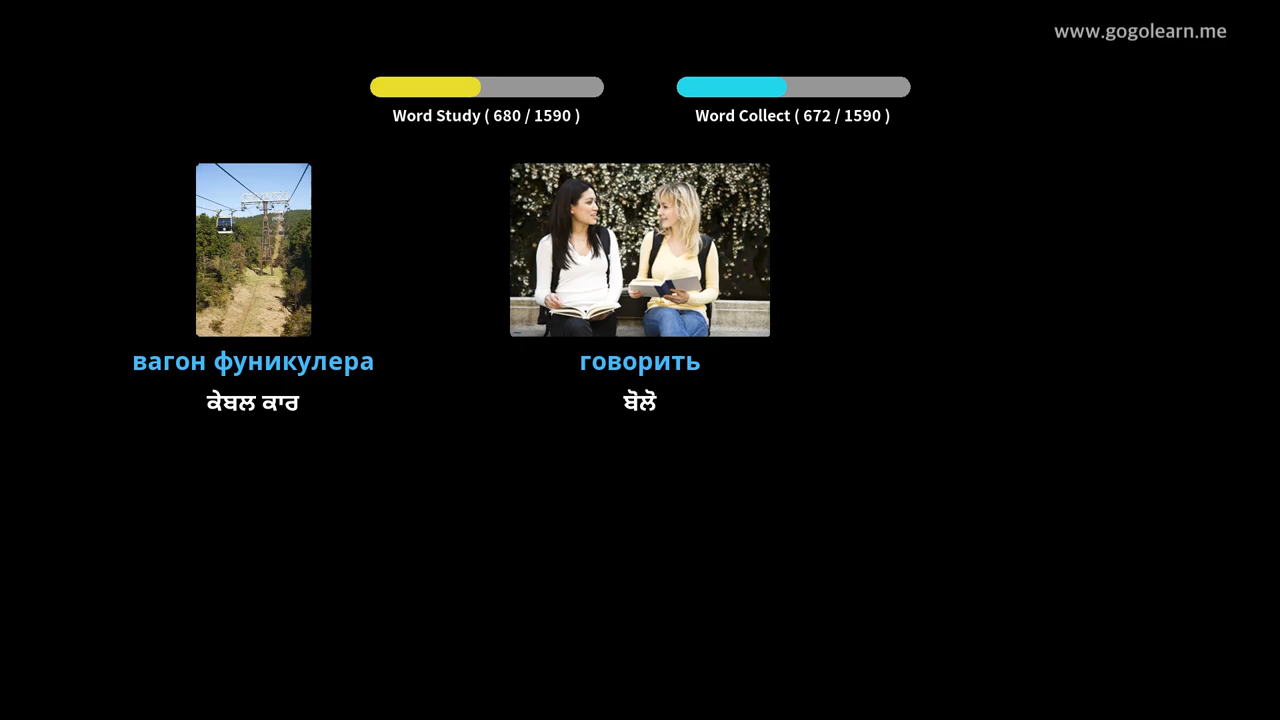 www.gogolearn.me
Word Study ( 680 / 1590 )
Word Collect ( 672 / 1590 )
вагон фуникулера
говорить
ਕੇਬਲ ਕਾਰ
ਬੋਲੋ